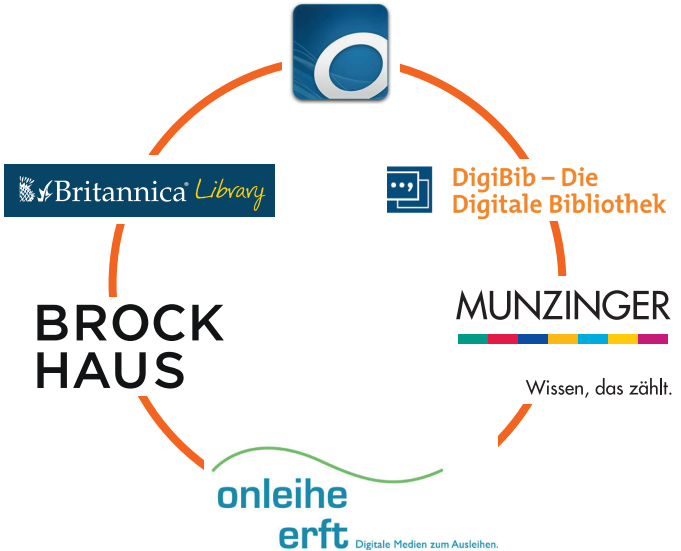 Britannica® Library
DigiBib – Die
Digitale Bibliothek
BROCK
HAUS
MUNZINGER
Wissen, das zählt.
onleihe
erft Digitale Medien zum Ausleihen.